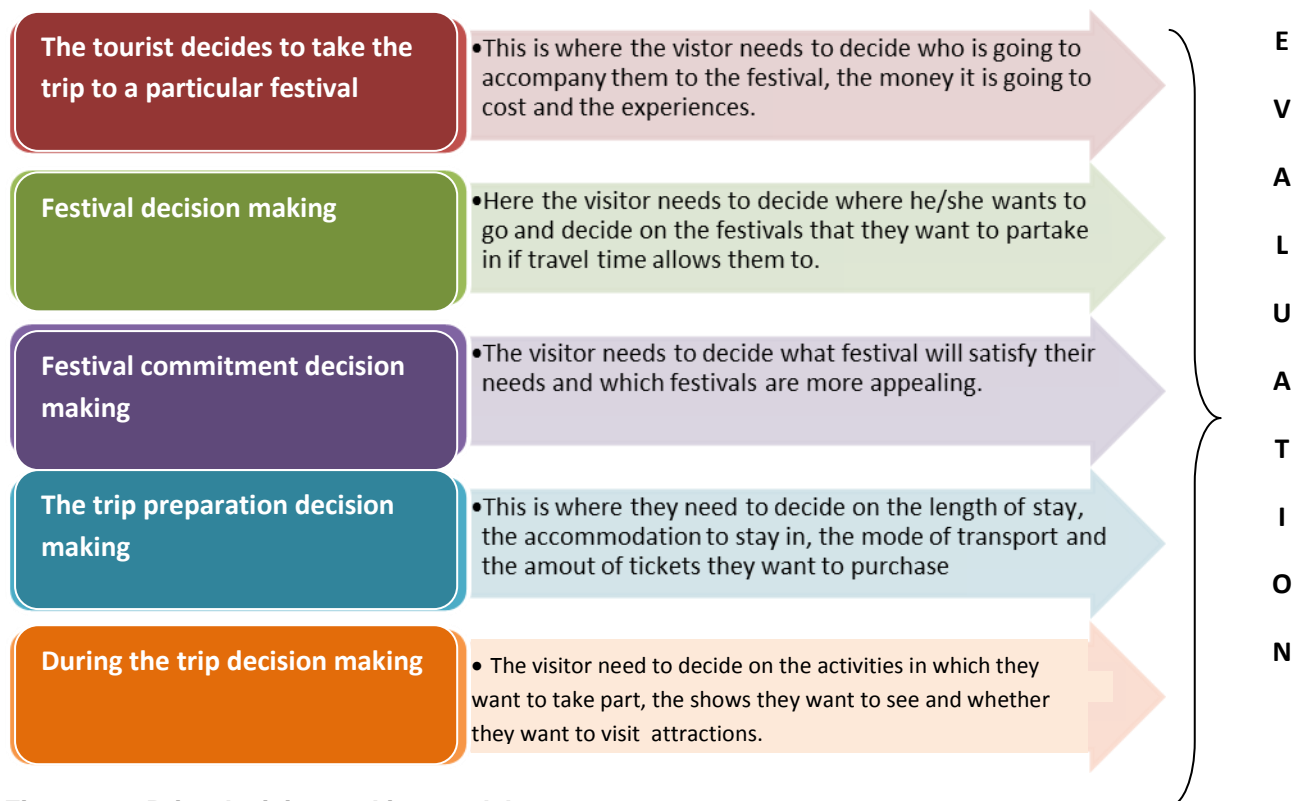 The tourist decides to take the
trip to a particular festival
•This is where the vistor needs to decide who is going to
accompany them to the festival, the money it is going to
cost and the experiences.
Festival decision making
•Here the visitor needs to decide where he/she wants to
go and decide on the festivals that they want to partake
in if travel time allows them to.
Festival commitment decision
making
•The visitor needs to decide what festival will satisfy their
needs and which festivals are more appealing.
The trip preparation decision
making
•This is where they need to decide on the length of stay,
the accommodation to stay in, the mode of transport and
the amout of tickets they want to purchase
During the trip decision making
• The visitor need to decide on the activities in which they
want to take part, the shows they want to see and whether
they want to visit attractions.
E
V
A
L
U
A
T
I
O
N